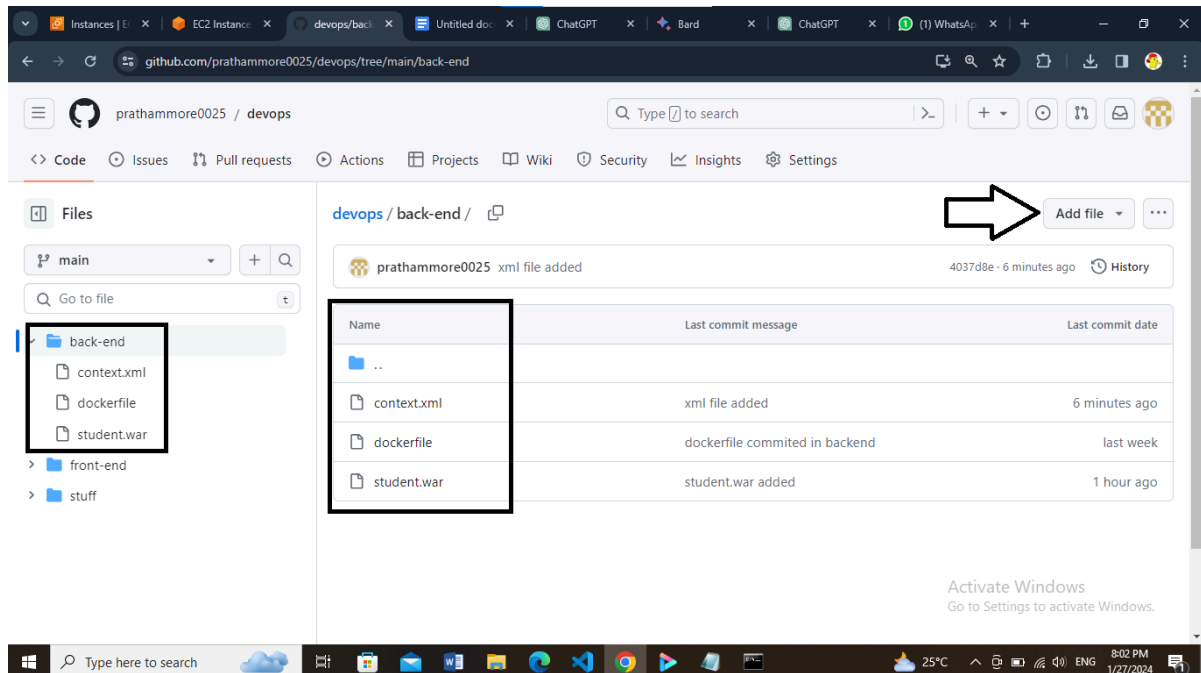 Instances | E
EC2 Instance
devops/back
Untitled doc
ChatGPT
Bard
ChatGPT
(1) WhatsAp
github.com/prathammore0025/devops/tree/main/back-end
prathammore0025 / devops
Type / to search
Code
Issues
Pull requests
Actions
Projects
Wiki
Security
Insights
Settings
Files
devops / back-end /
Add file
main
prathammore0025 xml file added
4037d8e · 6 minutes ago
History
Go to file
t
Name
Last commit message
Last commit date
back-end
..
context.xml
context.xml
xml file added
6 minutes ago
dockerfile
dockerfile
dockerfile commited in backend
last week
student.war
student.war
student.war added
1 hour ago
front-end
stuff
Activate Windows
Go to Settings to activate Windows.
Type here to search
25°C
ENG
8:02 PM
1/27/2024